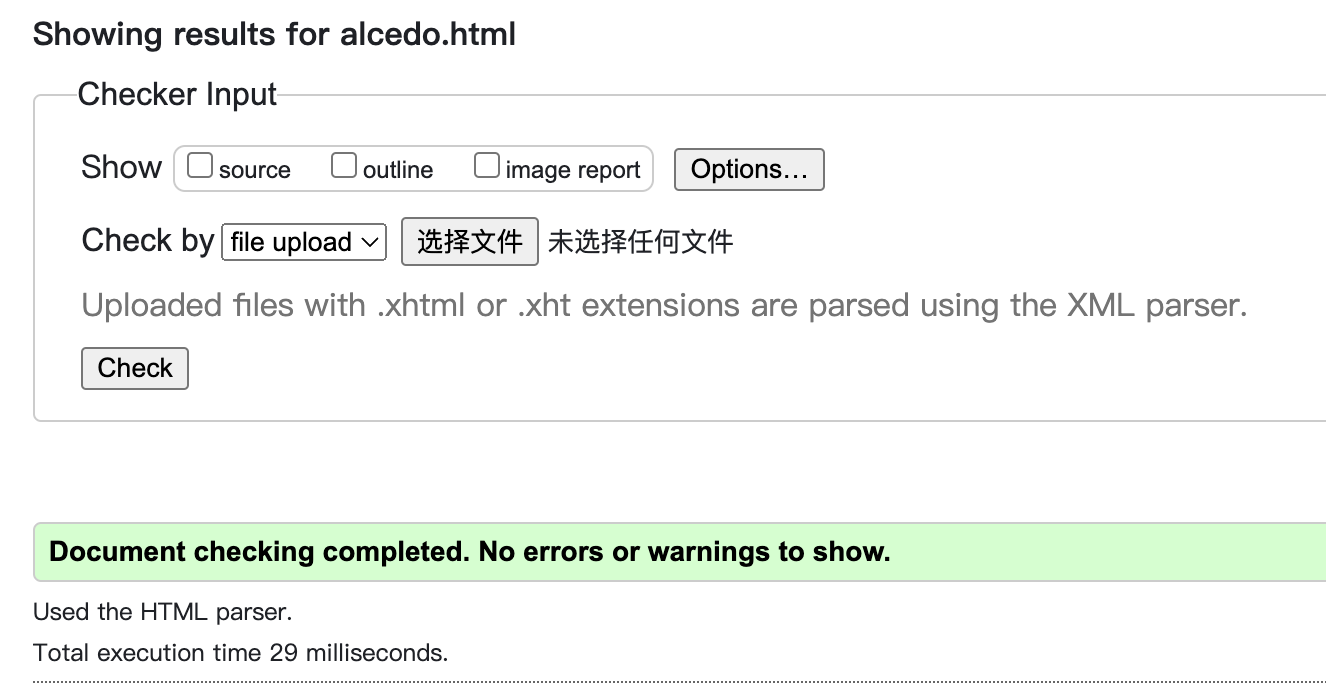 Showing results for alcedo.html
Checker Input
Show source outline image report Options...
Check by file upload 选择文件 未选择任何文件
Uploaded files with .xhtml or .xht extensions are parsed using the XML parser.
Check
Document checking completed. No errors or warnings to show.
Used the HTML parser.
Total execution time 29 milliseconds.